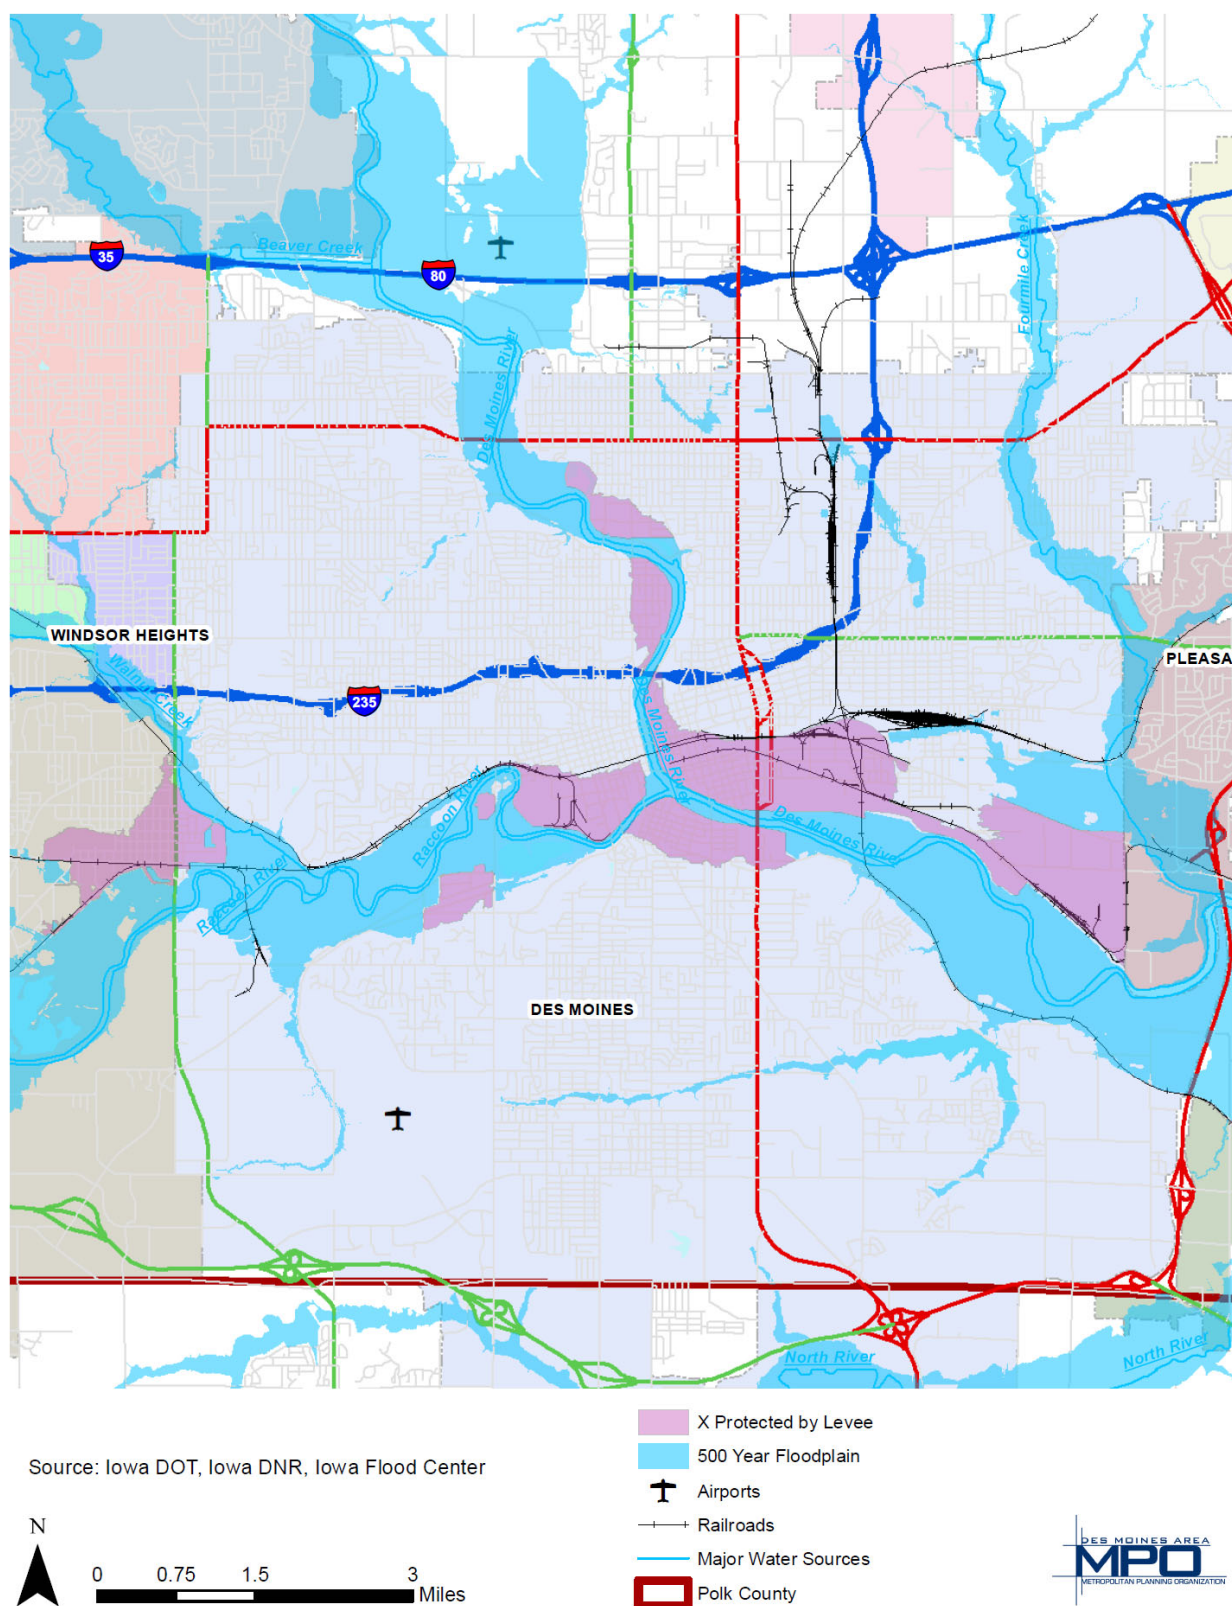 Beaver Creek
35
80
Fourmile Creek
Des Moines River
WINDSOR HEIGHTS
PLEASA
Walnut Creek
235
Des Moines River
Raccoon River
Des Moines River
Raccoon River
DES MOINES
North River
North River
X Protected by Levee
500 Year Floodplain
Airports
Railroads
Major Water Sources
Polk County
Source: Iowa DOT, Iowa DNR, Iowa Flood Center
N
0 0.75 1.5 3
Miles
DES MOINES AREA
MPO
METROPOLITAN PLANNING ORGANIZATION